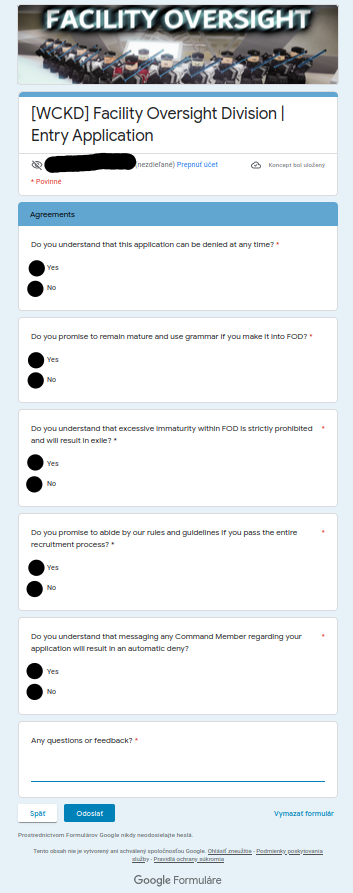 FACILITY OVERSIGHT
[WCKD] Facility Oversight Division |
Entry Application
(nezdieľané) Prepnúť účet
Koncept bol uložený
* Povinné
Agreements
Do you understand that this application can be denied at any time? *
Yes
No
Do you promise to remain mature and use grammar if you make it into FOD? *
Yes
No
Do you understand that excessive immaturity within FOD is strictly prohibited *
and will result in exile? *
Yes
No
Do you promise to abide by our rules and guidelines if you pass the entire *
recruitment process? *
Yes
No
Do you understand that messaging any Command Member regarding your *
application will result in an automatic deny?
Yes
No
Any questions or feedback? *
Späť
Odoslať
Vymazať formulár
Prostredníctvom Formulárov Google nikdy neodosielajte heslá.
Tento obsah nie je vytvorený ani schválený spoločnosťou Google. Ohlásiť zneužitie - Podmienky poskytovania
služby - Pravidlá ochrany súkromia
Google Formuláre